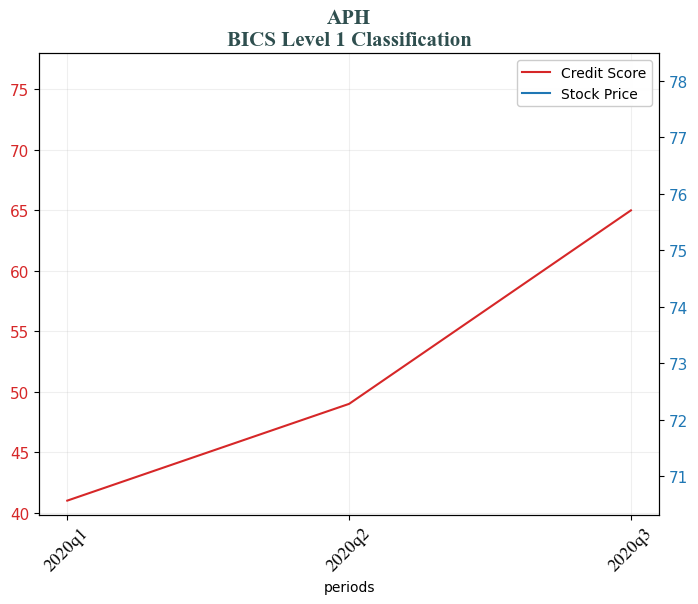 APH
BICS Level 1 Classification
Credit Score
Stock Price
75
70
65
60
55
50
45
40
78
77
76
75
74
73
72
71
2020q1
2020q2
2020q3
periods